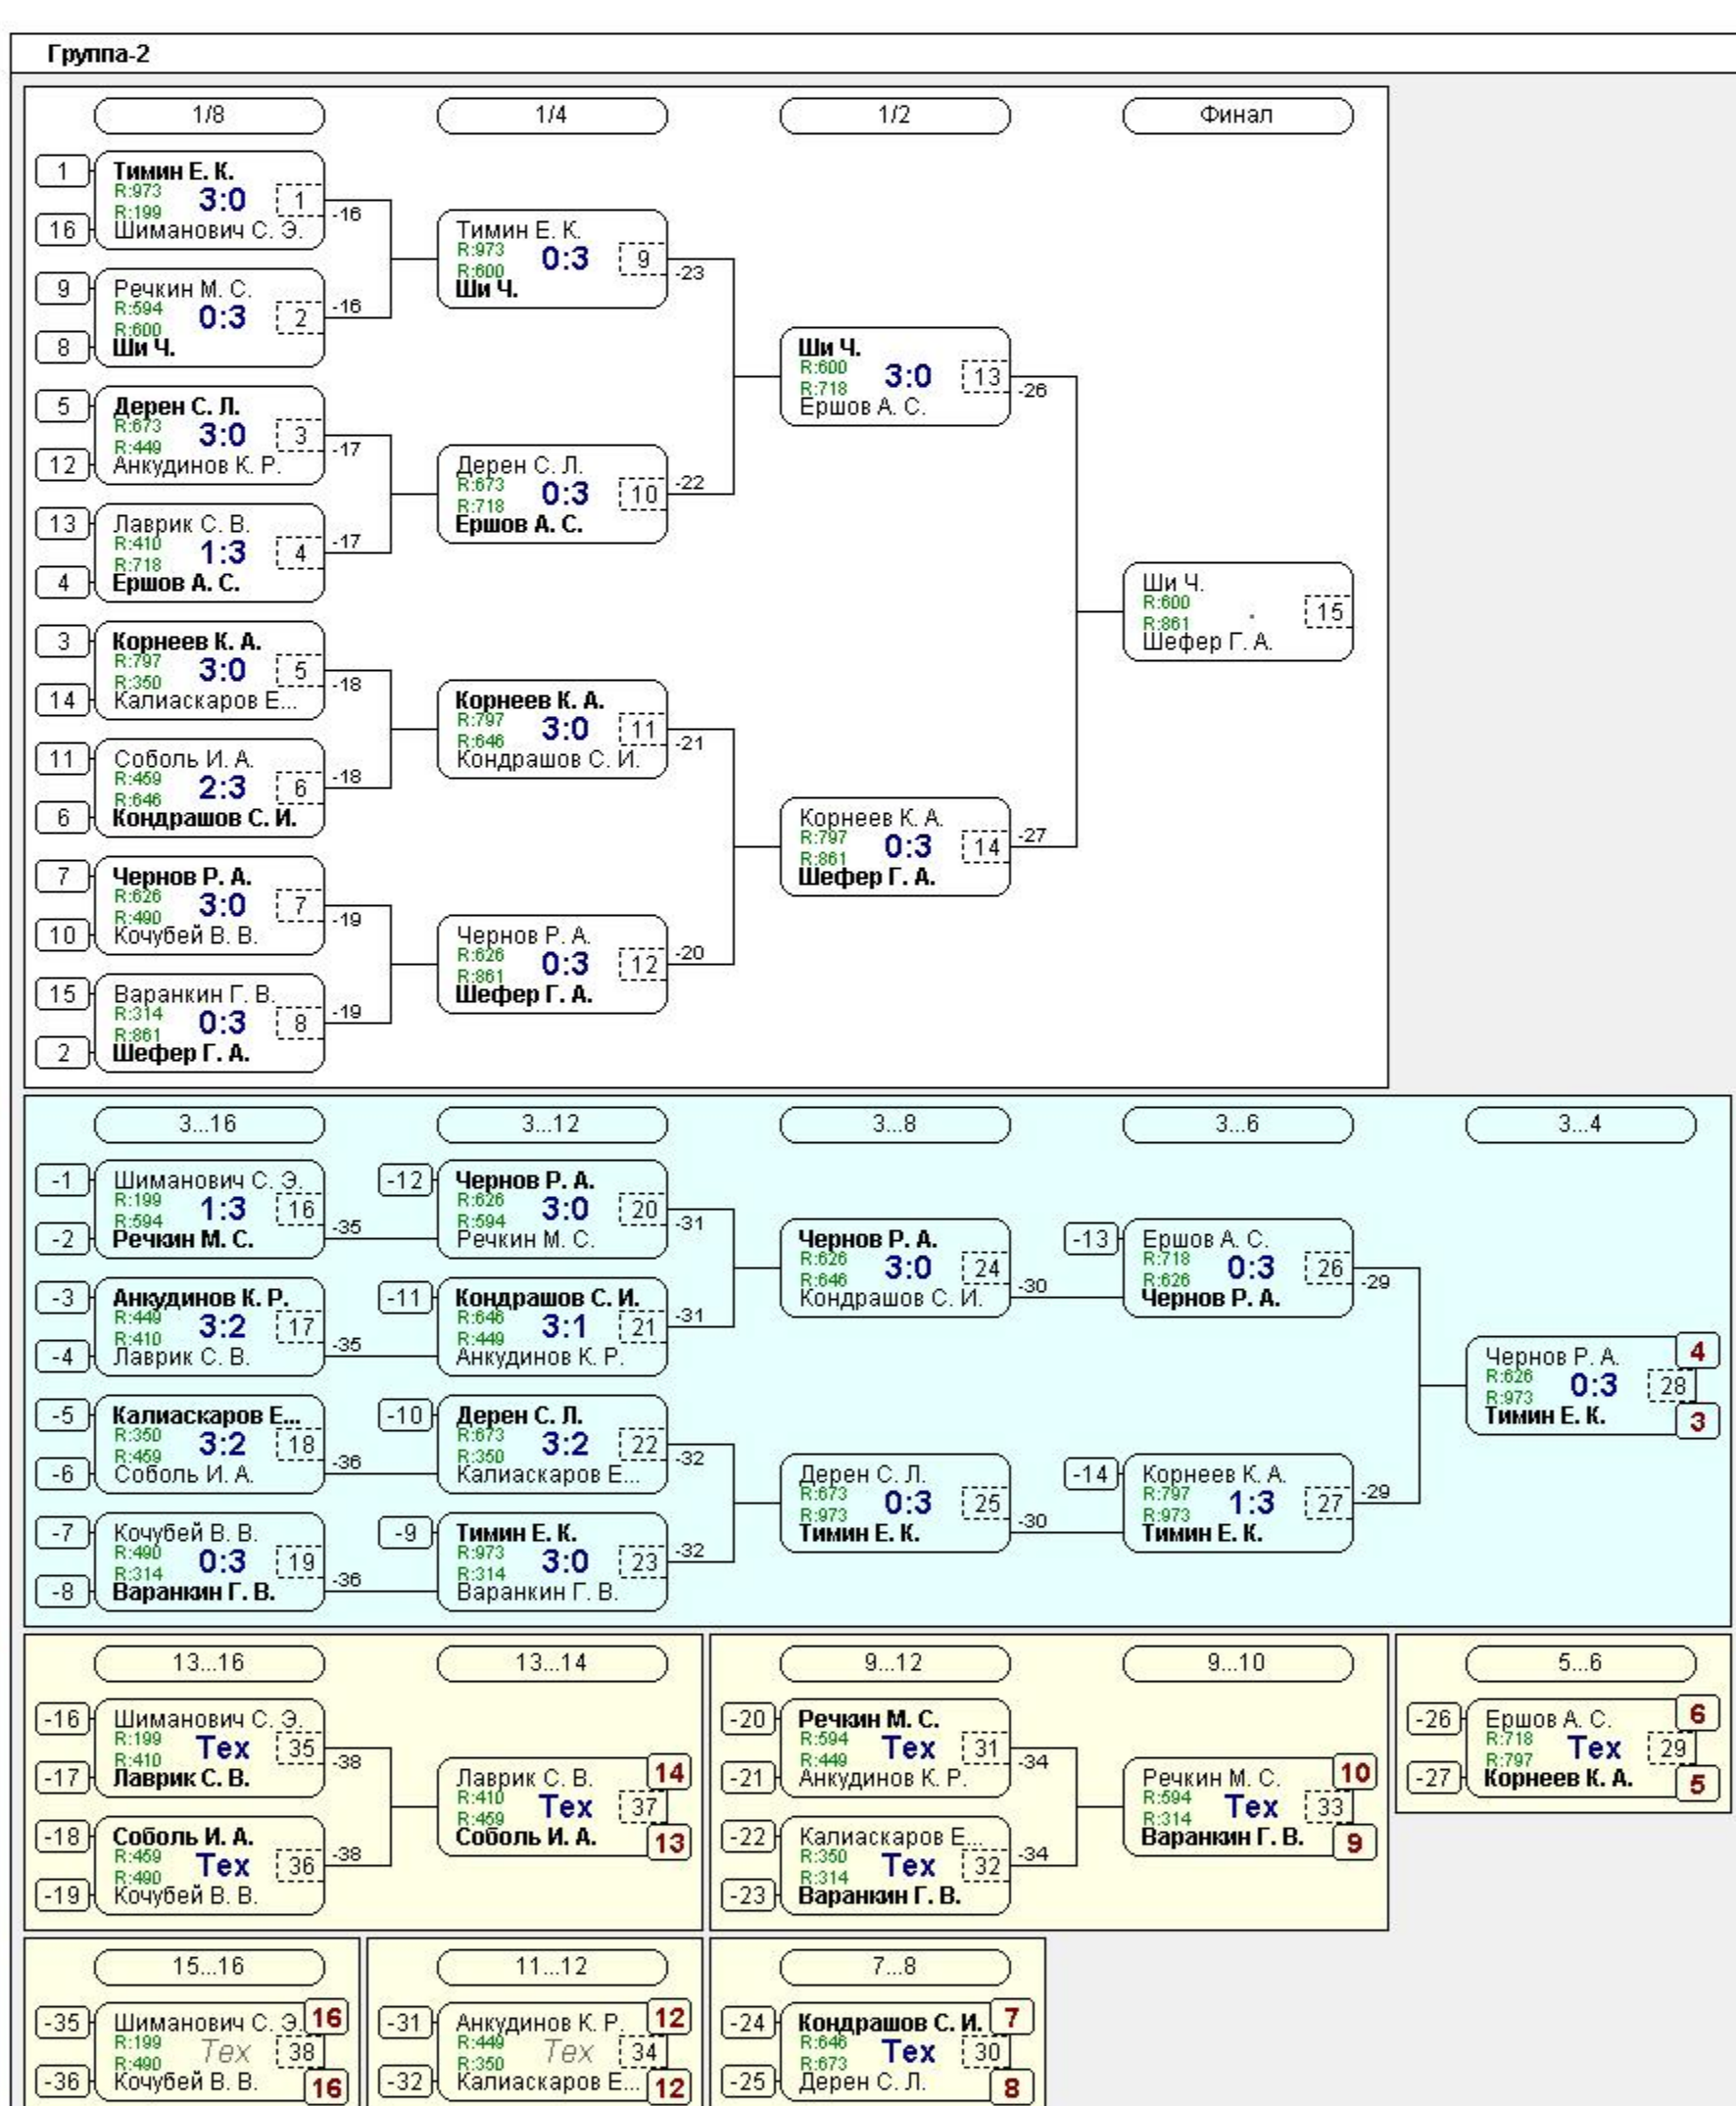 Группа-2
1/8 1/4 1/2 Финал
1 Тимин Е. К.
R:973 3:0 1
R:199
16 Шиманович С. Э.
-16
9 Речкин М. С.
R:594 0:3 2
R:600
8 Ши Ч.
-16
5 Дерен С. Л.
R:673 3:0 3
R:449
12 Анкудинов К. Р.
-17
13 Лаврик С. В.
R:410 1:3 4
R:718
4 Ершов А. С.
-17
3 Корнеев К. А.
R:797 3:0 5
R:350
14 Калиаскаров Е...
-18
11 Соболь И. А.
R:459 2:3 6
R:646
6 Кондрашов С. И.
-18
7 Чернов Р. А.
R:626 3:0 7
R:490
10 Кочубей В. В.
-19
15 Варанкин Г. В.
R:314 0:3 8
R:861
2 Шефер Г. А.
-19
Тимин Е. К.
R:973 0:3 9
R:600
Ши Ч.
-23
Дерен С. Л.
R:673 0:3 10
R:718
Ершов А. С.
-22
Корнеев К. А.
R:797 3:0 11
R:646
Кондрашов С. И.
-21
Чернов Р. А.
R:626 0:3 12
R:861
Шефер Г. А.
-20
Ши Ч.
R:600 3:0 13
R:718
Ершов А. С.
-26
Корнеев К. А.
R:797 0:3 14
R:861
Шефер Г. А.
-27
Ши Ч.
R:600 . 15
R:861
Шефер Г. А.
3...16 3...12 3...8 3...6 3...4
-1 Шиманович С. Э.
R:199 1:3 16
R:594
-2 Речкин М. С.
-35
-3 Анкудинов К. Р.
R:449 3:2 17
R:410
-4 Лаврик С. В.
-35
-5 Калиаскаров Е...
R:350 3:2 18
R:459
-6 Соболь И. А.
-36
-7 Кочубей В. В.
R:490 0:3 19
R:314
-8 Варанкин Г. В.
-36
-12 Чернов Р. А.
R:626 3:0 20
R:594
Речкин М. С.
-31
-11 Кондрашов С. И.
R:646 3:1 21
R:449
Анкудинов К. Р.
-31
-10 Дерен С. Л.
R:673 3:2 22
R:350
Калиаскаров Е...
-32
-9 Тимин Е. К.
R:973 3:0 23
R:314
Варанкин Г. В.
-32
Чернов Р. А.
R:626 3:0 24
R:646
Кондрашов С. И.
-30
Дерен С. Л.
R:673 0:3 25
R:973
Тимин Е. К.
-30
-13 Ершов А. С.
R:718 0:3 26
R:626
Чернов Р. А.
-29
-14 Корнеев К. А.
R:797 1:3 27
R:973
Тимин Е. К.
-29
Чернов Р. А. 4
R:626 0:3 28
R:973
Тимин Е. К. 3
13...16 13...14
-16 Шиманович С. Э.
R:199 Тех 35
R:410
-17 Лаврик С. В.
-38
-18 Соболь И. А.
R:459 Тех 36
R:490
-19 Кочубей В. В.
-38
Лаврик С. В. 14
R:410 Тех 37
R:459
Соболь И. А. 13
9...12 9...10
-20 Речкин М. С.
R:594 Тех 31
R:449
-21 Анкудинов К. Р.
-34
-22 Калиаскаров Е...
R:350 Тех 32
R:314
-23 Варанкин Г. В.
-34
Речкин М. С. 10
R:594 Тех 33
R:314
Варанкин Г. В. 9
5...6
-26 Ершов А. С. 6
R:718 Тех 29
R:797
-27 Корнеев К. А. 5
15...16
-35 Шиманович С. Э. 16
R:199 Тех 38
R:490
-36 Кочубей В. В. 16
11...12
-31 Анкудинов К. Р. 12
R:449 Тех 34
R:350
-32 Калиаскаров Е... 12
7...8
-24 Кондрашов С. И. 7
R:646 Тех 30
R:673
-25 Дерен С. Л. 8